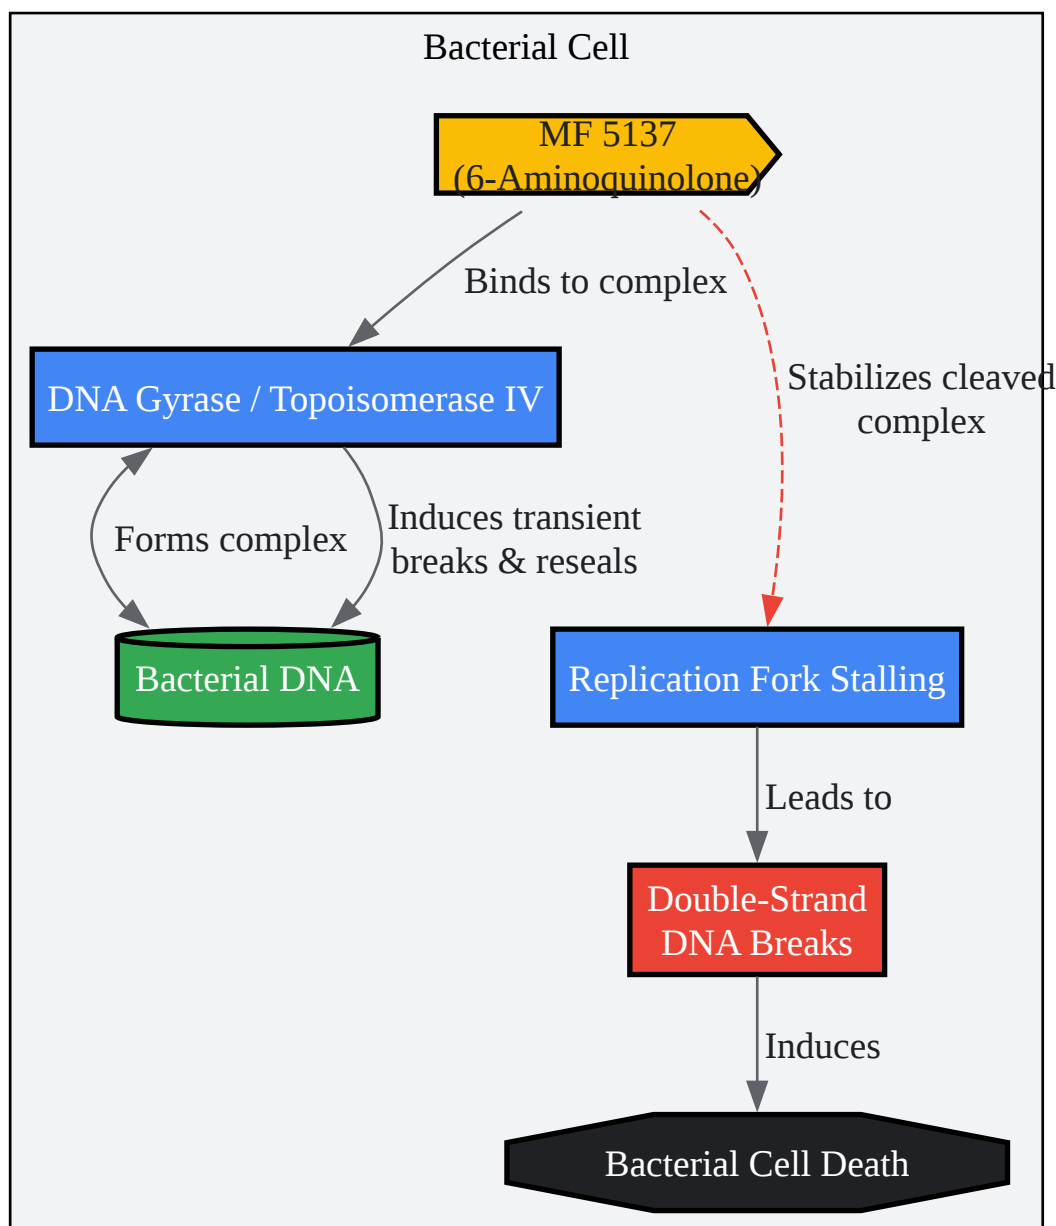 Bacterial Cell
MF 5137
(6-Aminoquinolone)
Binds to complex
DNA Gyrase / Topoisomerase IV
Stabilizes cleaved
complex
Forms complex
Induces transient
breaks & reseals
Bacterial DNA
Replication Fork Stalling
Leads to
Double-Strand
DNA Breaks
Induces
Bacterial Cell Death